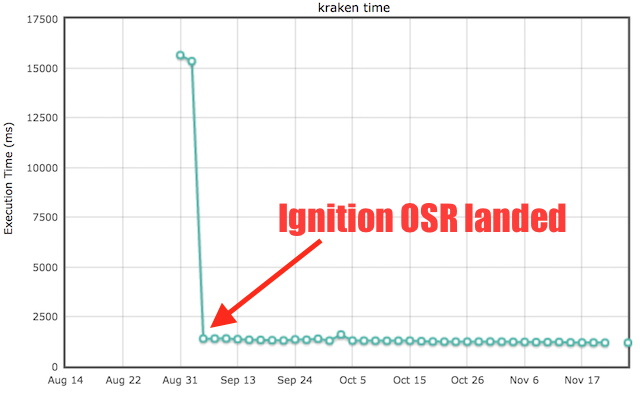 kraken time
17500
15000
12500
10000
7500
5000
2500
0
Execution Time (ms)
Ignition OSR landed
Aug 14 Aug 22 Aug 31 Sep 13 Sep 24 Oct 5 Oct 15 Oct 26 Nov 6 Nov 17